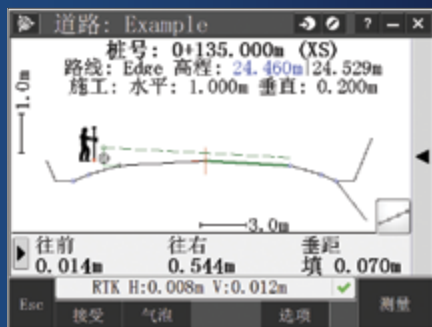 道路: Example
? — ×
桩号: 0+135.000m (XS)
路线: Edge 高程: 24.460m|24.529m
施工: 水平: 1.000m 垂直: 0.200m
1.0m
3.0m
往前 往右 垂距
0.014m 0.544m 填 0.070m
RTK H:0.008m V:0.012m
Esc 接受 气泡 选项 测量